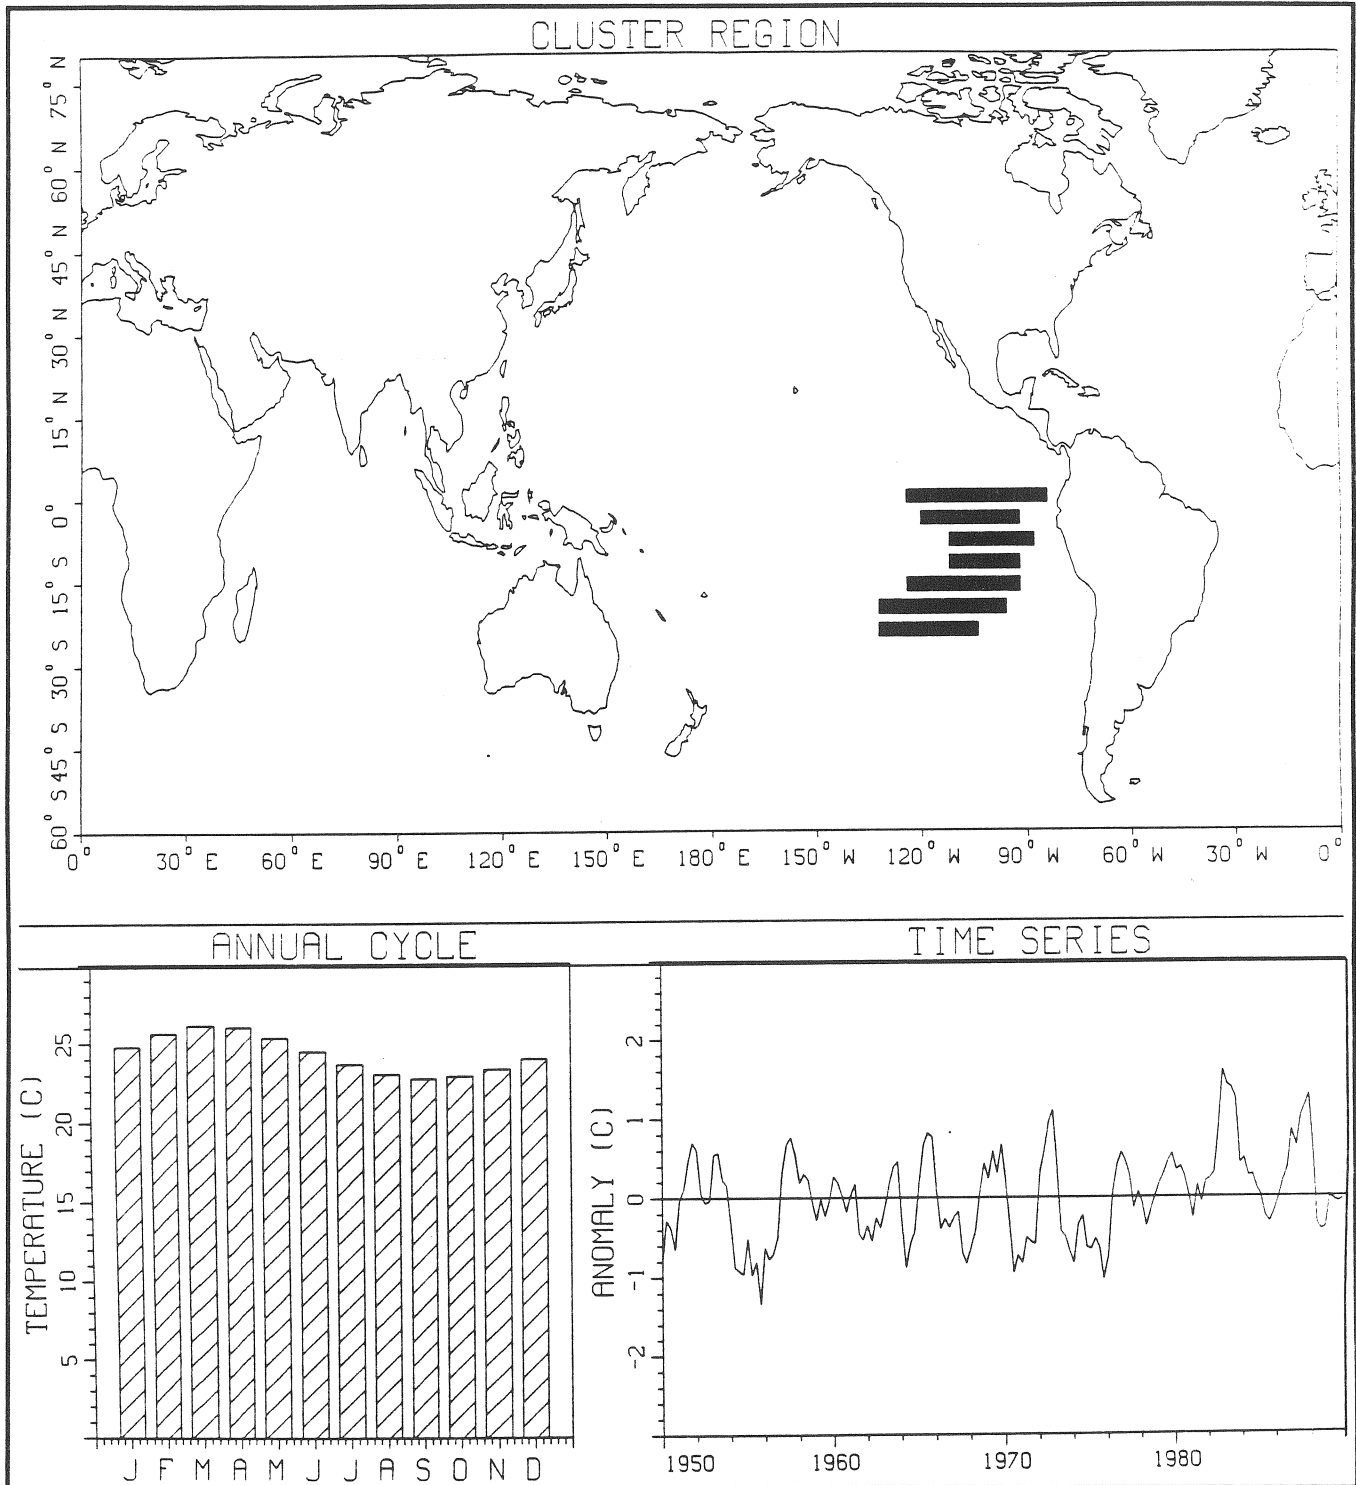 CLUSTER REGION
75° N
60° N
45° N
30° N
15° N
0°
15° S
30° S
45° S
60° S
0° 30° E 60° E 90° E 120° E 150° E 180° E 150° W 120° W 90° W 60° W 30° W 0°
ANNUAL CYCLE
TEMPERATURE (C)
25
20
15
10
5
J F M A M J J A S O N D
TIME SERIES
ANOMALY (C)
2
1
0
-1
-2
1950 1960 1970 1980